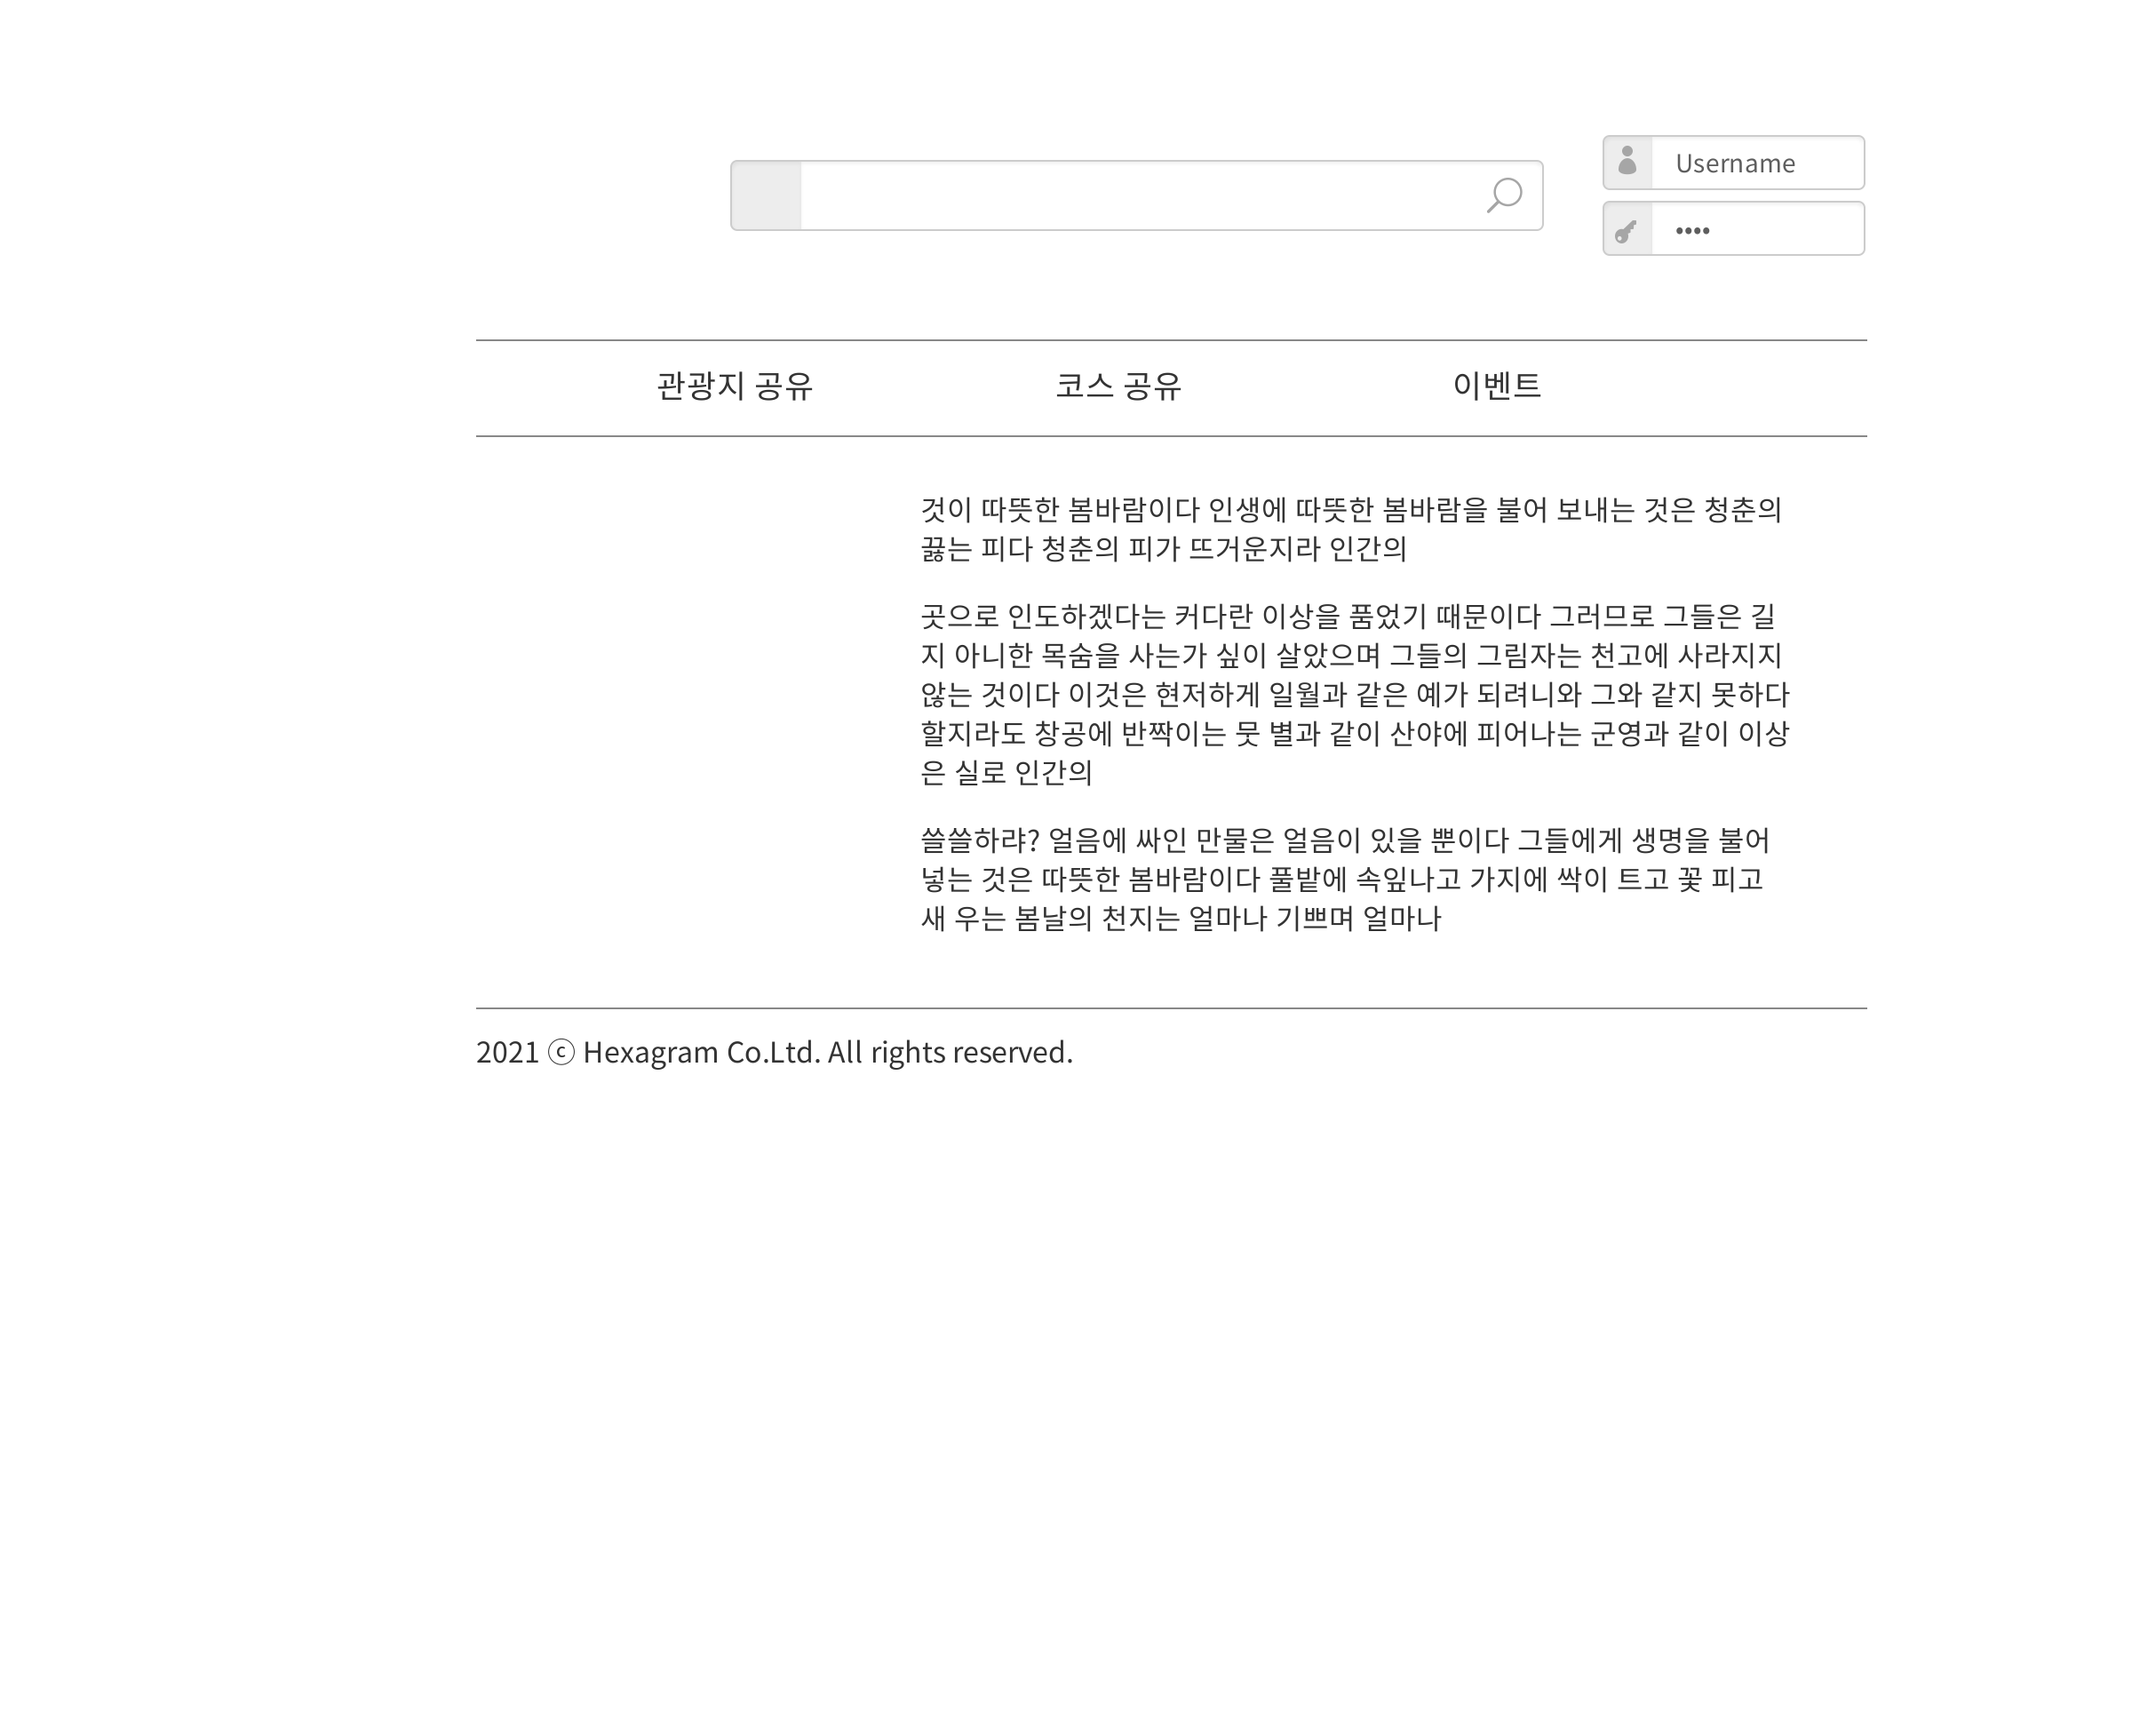 Username
••••
관광지 공유
코스 공유
이벤트
것이 따뜻한 봄바람이다 인생에 따뜻한 봄바람을 불어 보내는 것은 청춘의
끓는 피다 청춘의 피가 뜨거운지라 인간의
곳으로 인도하겠다는 커다란 이상을 품었기 때문이다 그러므로 그들은 길
지 아니한 목숨을 사는가 싶이 살았으며 그들의 그림자는 천고에 사라지지
않는 것이다 이것은 현저하게 일월과 같은 예가 되려니와 그와 같지 못하다
할지라도 창공에 반짝이는 뭇 별과 같이 산야에 피어나는 군영과 같이 이상
은 실로 인간의
쓸쓸하랴? 얼음에 싸인 만물은 얼음이 있을 뿐이다 그들에게 생명을 불어
넣는 것은 따뜻한 봄바람이다 풀밭에 속잎나고 가지에 싹이 트고 꽃 피고
새 우는 봄날의 천지는 얼마나 기쁘며 얼마나
2021 ⓒ Hexagram Co.Ltd. All rights reserved.